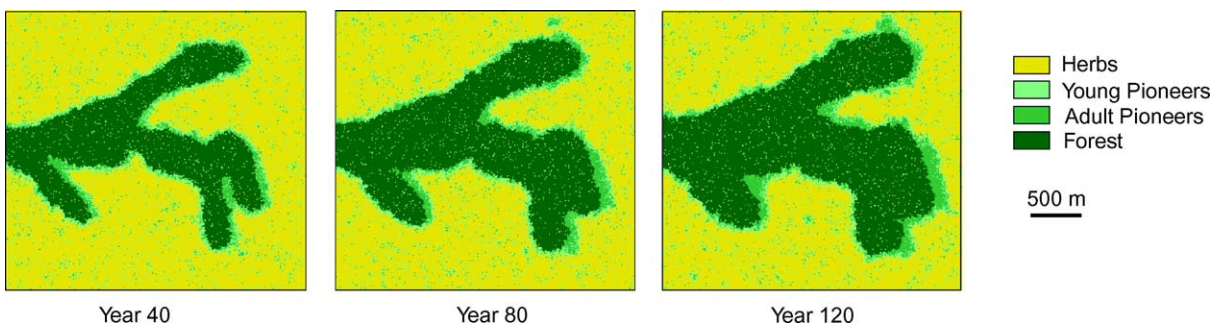 Herbs
Young Pioneers
Adult Pioneers
Forest
500 m
Year 40
Year 80
Year 120